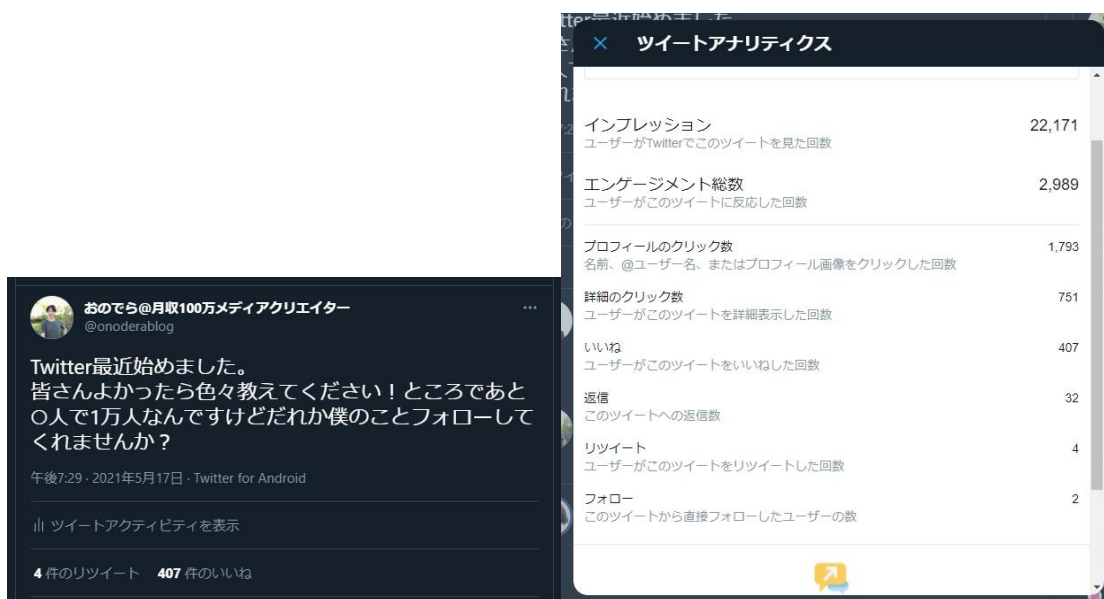 おのでら@月収100万メディアクリエイター
@onoderablog
Twitter最近始めました。
皆さんよかったら色々教えてください！ところであと
〇人で1万人なんですけどだれか僕のことフォローして
くれませんか？
午後7:29 · 2021年5月17日 · Twitter for Android
ツイートアクティビティを表示
4 件のリツイート 407 件のいいね
ツイートアナリティクス
インプレッション 22,171
ユーザーがTwitterでこのツイートを見た回数
エンゲージメント総数 2,989
ユーザーがこのツイートに反応した回数
プロフィールのクリック数 1,793
名前、@ユーザー名、またはプロフィール画像をクリックした回数
詳細のクリック数 751
ユーザーがこのツイートを詳細表示した回数
いいね 407
ユーザーがこのツイートをいいねした回数
返信 32
このツイートへの返信数
リツイート 4
ユーザーがこのツイートをリツイートした回数
フォロー 2
このツイートから直接フォローしたユーザーの数